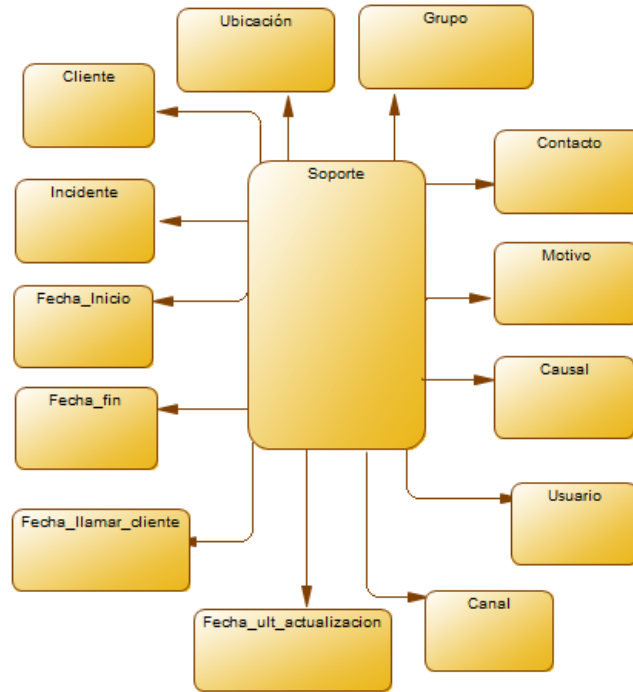 Ubicación
Grupo
Cliente
Contacto
Soporte
Incidente
Motivo
Fecha_Inicio
Causal
Fecha_fin
Usuario
Fecha_llamar_cliente
Canal
Fecha_ult_actualizacion